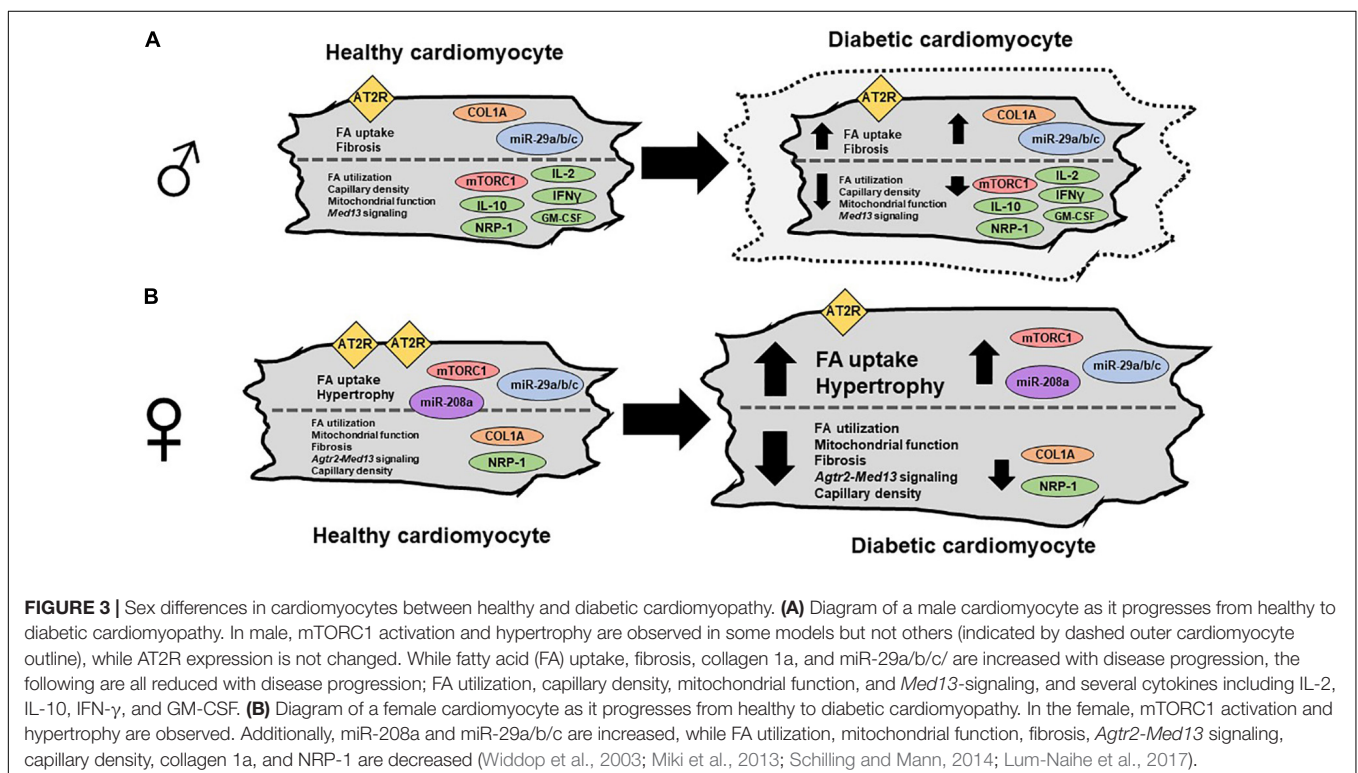 A
Healthy cardiomyocyte
Diabetic cardiomyocyte
AT2R
COL1A
FA uptake
Fibrosis
miR-29a/b/c
FA utilization
Capillary density
Mitochondrial function
Med13 signaling
mTORC1
IL-2
IL-10
IFNγ
NRP-1
GM-CSF
AT2R
COL1A
FA uptake
Fibrosis
miR-29a/b/c
FA utilization
Capillary density
Mitochondrial function
Med13 signaling
mTORC1
IL-2
IL-10
IFNγ
NRP-1
GM-CSF
B
AT2R
AT2R
FA uptake
Hypertrophy
mTORC1
miR-29a/b/c
miR-208a
FA utilization
Mitochondrial function
Fibrosis
Agtr2-Med13 signaling
Capillary density
COL1A
NRP-1
Healthy cardiomyocyte
AT2R
FA uptake
Hypertrophy
mTORC1
miR-29a/b/c
miR-208a
FA utilization
Mitochondrial function
Fibrosis
Agtr2-Med13 signaling
Capillary density
COL1A
NRP-1
Diabetic cardiomyocyte
FIGURE 3 | Sex differences in cardiomyocytes between healthy and diabetic cardiomyopathy. (A) Diagram of a male cardiomyocyte as it progresses from healthy to
diabetic cardiomyopathy. In male, mTORC1 activation and hypertrophy are observed in some models but not others (indicated by dashed outer cardiomyocyte
outline), while AT2R expression is not changed. While fatty acid (FA) uptake, fibrosis, collagen 1a, and miR-29a/b/c/ are increased with disease progression, the
following are all reduced with disease progression; FA utilization, capillary density, mitochondrial function, and Med13-signaling, and several cytokines including IL-2,
IL-10, IFN-γ, and GM-CSF. (B) Diagram of a female cardiomyocyte as it progresses from healthy to diabetic cardiomyopathy. In the female, mTORC1 activation and
hypertrophy are observed. Additionally, miR-208a and miR-29a/b/c are increased, while FA utilization, mitochondrial function, fibrosis, Agtr2-Med13 signaling,
capillary density, collagen 1a, and NRP-1 are decreased (Widdop et al., 2003; Miki et al., 2013; Schilling and Mann, 2014; Lum-Naihe et al., 2017).